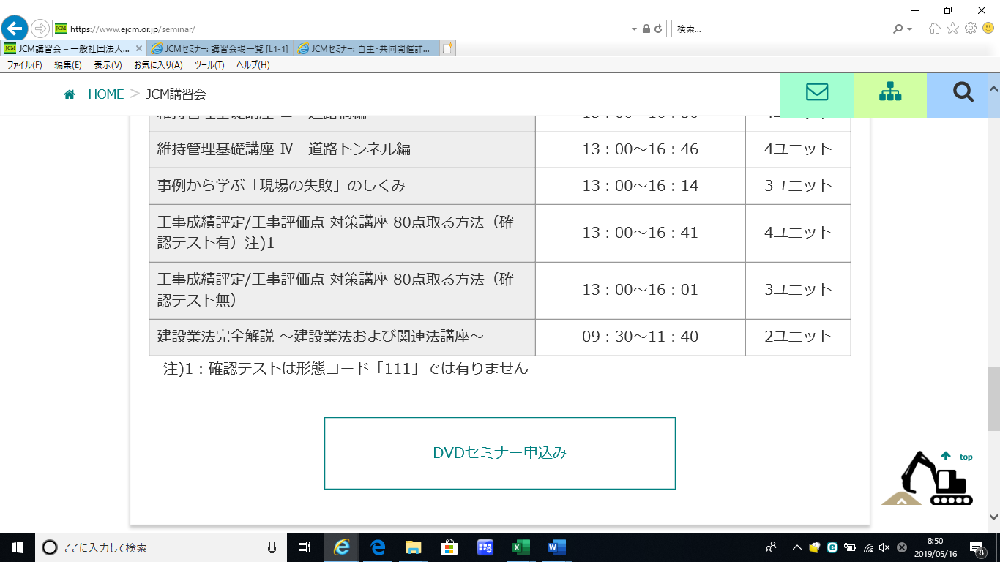 https://www.ejcm.or.jp/seminar/
検索...
JCM講習会 – 一般社団法人...
JCMセミナー: 講習会場一覧 [L1-1]
JCMセミナー: 自主・共同開催詳...
ファイル(F) 編集(E) 表示(V) お気に入り(A) ツール(T) ヘルプ(H)
HOME > JCM講習会
維持管理基礎講座 Ⅳ 道路トンネル編 13：00～16：46 4ユニット
事例から学ぶ「現場の失敗」のしくみ 13：00～16：14 3ユニット
工事成績評定/工事評価点 対策講座 80点取る方法（確
認テスト有）注)1 13：00～16：41 4ユニット
工事成績評定/工事評価点 対策講座 80点取る方法（確
認テスト無） 13：00～16：01 3ユニット
建設業法完全解説 ～建設業法および関連法講座～ 09：30～11：40 2ユニット
注)1：確認テストは形態コード「111」では有りません
DVDセミナー申込み
top
ここに入力して検索
8:50
2019/05/16
8